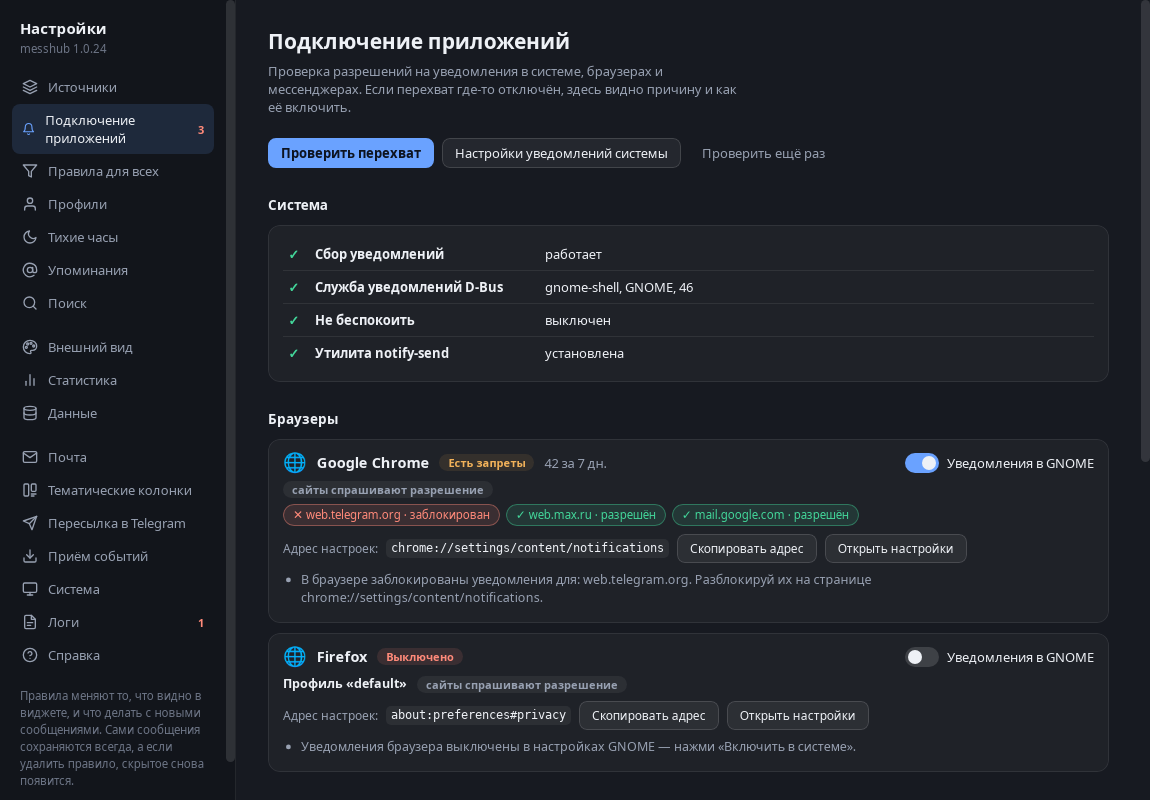 Настройки
messhub 1.0.24
Источники
Подключение
приложений
3
Правила для всех
Профили
Тихие часы
Упоминания
Поиск
Внешний вид
Статистика
Данные
Почта
Тематические колонки
Пересылка в Telegram
Приём событий
Система
Логи 1
Справка
Правила меняют то, что видно в
виджете, и что делать с новыми
сообщениями. Сами сообщения
сохраняются всегда, а если
удалить правило, скрытое снова
появится.
Подключение приложений
Проверка разрешений на уведомления в системе, браузерах и
мессенджерах. Если перехват где-то отключён, здесь видно причину и как
её включить.
Проверить перехват Настройки уведомлений системы Проверить ещё раз
Система
✓ Сбор уведомлений работает
✓ Служба уведомлений D-Bus gnome-shell, GNOME, 46
✓ Не беспокоить выключен
✓ Утилита notify-send установлена
Браузеры
Google Chrome Есть запреты 42 за 7 дн. Уведомления в GNOME
сайты спрашивают разрешение
✕ web.telegram.org · заблокирован ✓ web.max.ru · разрешён ✓ mail.google.com · разрешён
Адрес настроек: chrome://settings/content/notifications Скопировать адрес Открыть настройки
• В браузере заблокированы уведомления для: web.telegram.org. Разблокируй их на странице
chrome://settings/content/notifications.
Firefox Выключено Уведомления в GNOME
Профиль «default» сайты спрашивают разрешение
Адрес настроек: about:preferences#privacy Скопировать адрес Открыть настройки
• Уведомления браузера выключены в настройках GNOME — нажми «Включить в системе».